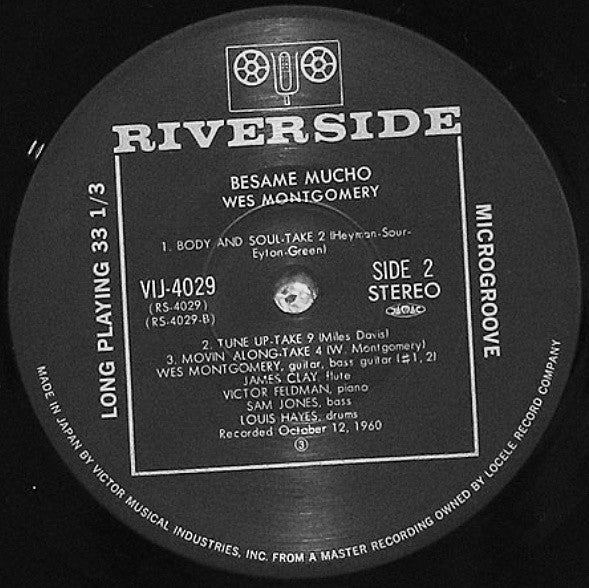 RIVERSIDE
BESAME MUCHO
WES MONTGOMERY
1. BODY AND SOUL-TAKE 2 (Heyman-Sour-
Eyton-Green)
VIJ-4029
(RS-4029)
(RS-4029-B)
SIDE 2
STEREO
2. TUNE UP-TAKE 9 (Miles Davis)
3. MOVIN' ALONG-TAKE 4 (W. Montgomery)
WES MONTGOMERY, guitar, bass guitar (#1, 2)
JAMES CLAY, flute
VICTOR FELDMAN, piano
SAM JONES, bass
LOUIS HAYES, drums
Recorded October 12, 1960
③
LONG PLAYING 33 1/3
MICROGROOVE
MADE IN JAPAN BY VICTOR MUSICAL INDUSTRIES, INC. FROM A MASTER RECORDING OWNED BY LOCELE RECORD COMPANY